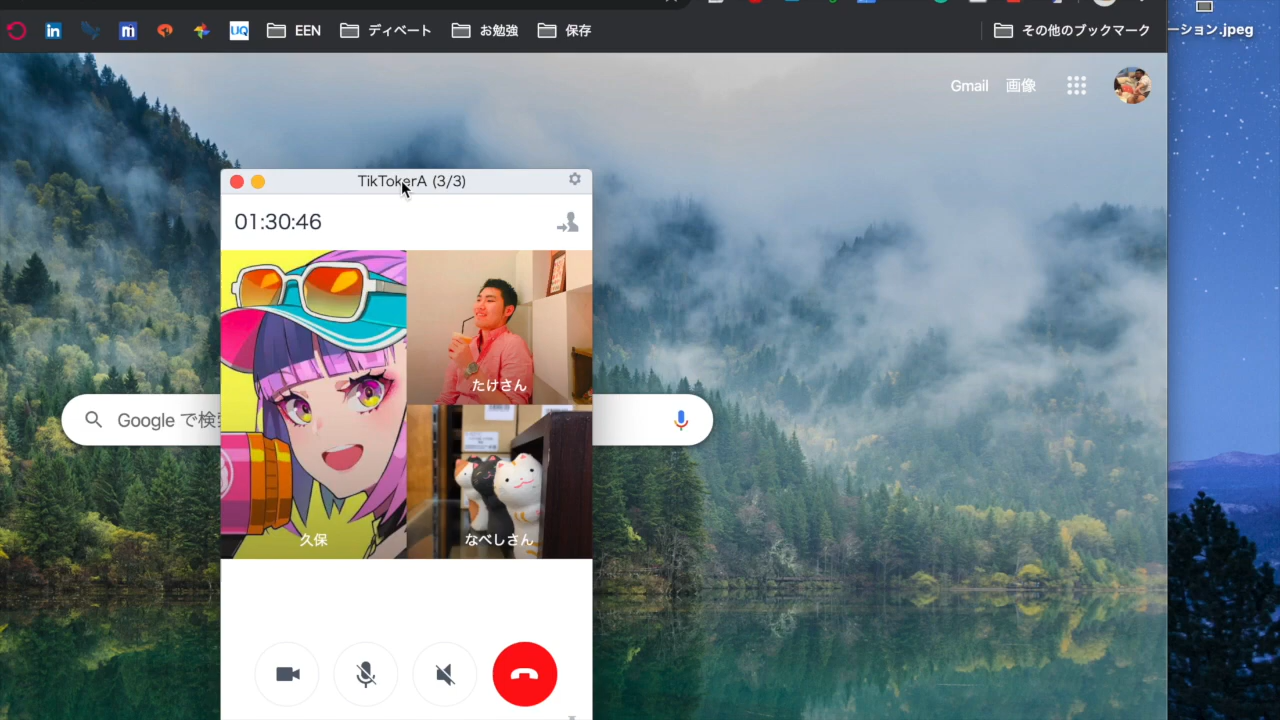 in
m
UQ
EEN
ディベート
お勉強
保存
その他のブックマーク
ーション.jpeg
Gmail
画像
TikTokerA (3/3)
01:30:46
たけさん
Google で検
久保
なべしさん